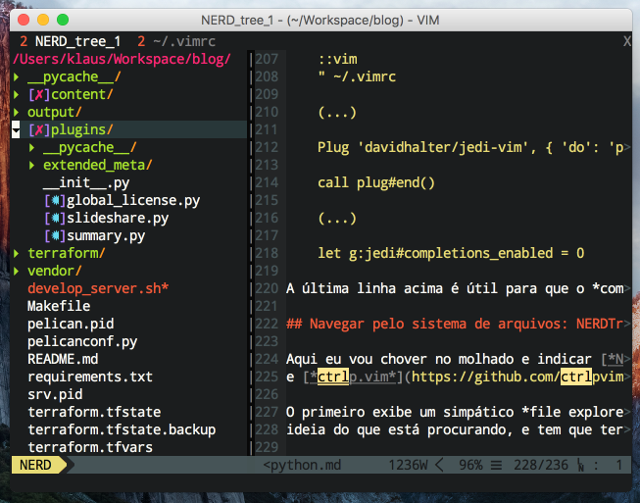 NERD_tree_1 - (~/Workspace/blog) - VIM
2 NERD_tree_1 2 ~/.vimrc X
/Users/klaus/Workspace/blog/
▸ __pycache__/
▸ [✗]content/
▸ output/
▾ [✗]plugins/
▸ __pycache__/
▸ extended_meta/
__init__.py
[✹]global_license.py
[✹]slideshare.py
[✹]summary.py
▸ terraform/
▸ vendor/
develop_server.sh*
Makefile
pelican.pid
pelicanconf.py
README.md
requirements.txt
srv.pid
terraform.tfstate
terraform.tfstate.backup
terraform.tfvars
207 ::vim
208 " ~/.vimrc
209
210 (...)
211
212 Plug 'davidhalter/jedi-vim', { 'do': 'p>
213
214 call plug#end()
215
216 (...)
217
218 let g:jedi#completions_enabled = 0
219
220 A última linha acima é útil para que o *com>
221
222 ## Navegar pelo sistema de arquivos: NERDTr>
223
224 Aqui eu vou chover no molhado e indicar [*N>
225 e [*ctrlp.vim*](https://github.com/ctrlpvim>
226
227 O primeiro exibe um simpático *file explore>
228 ideia do que está procurando, e tem que ter>
229
NERD <python.md 1236W < 96% ☰ 228/236 : 1